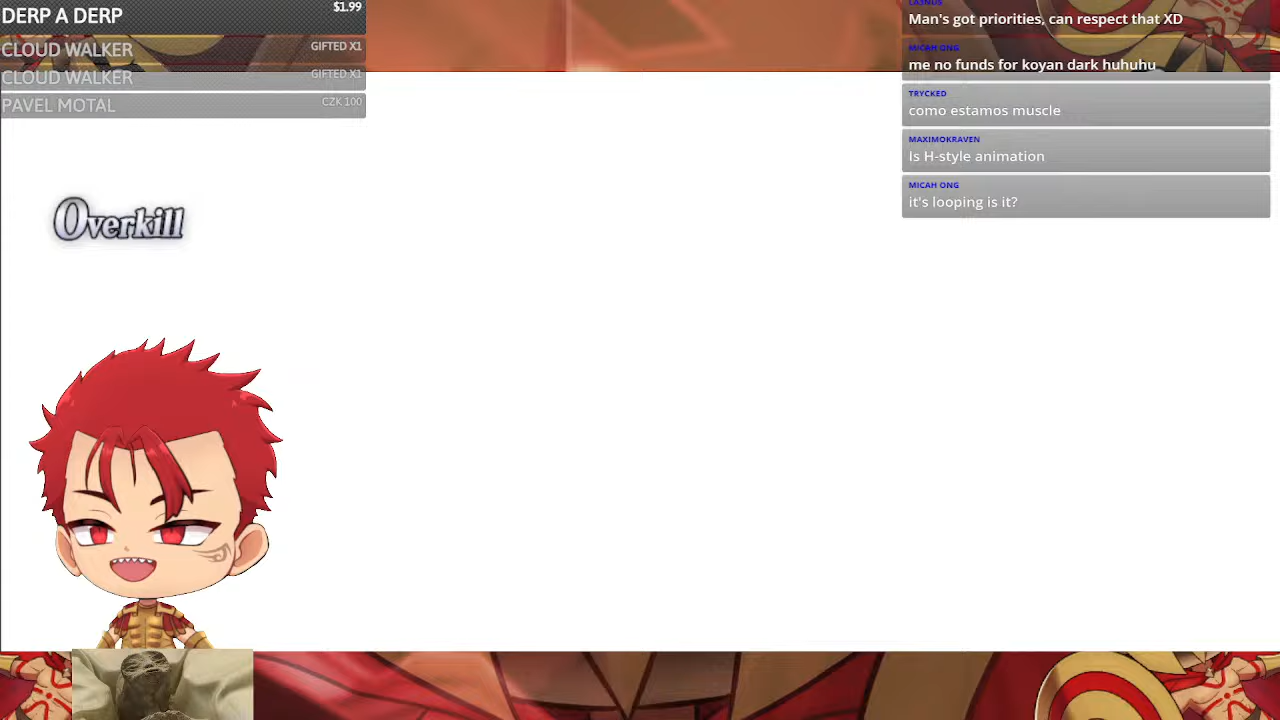 DERP A DERP
$1.99
CLOUD WALKER
GIFTED X1
CLOUD WALKER
GIFTED X1
PAVEL MOTAL
CZK 100
Overkill
Man's got priorities, can respect that XD
MICAH ONG
me no funds for koyan dark huhuhu
TRYCKED
como estamos muscle
MAXIMOKRAVEN
Is H-style animation
MICAH ONG
it's looping is it?